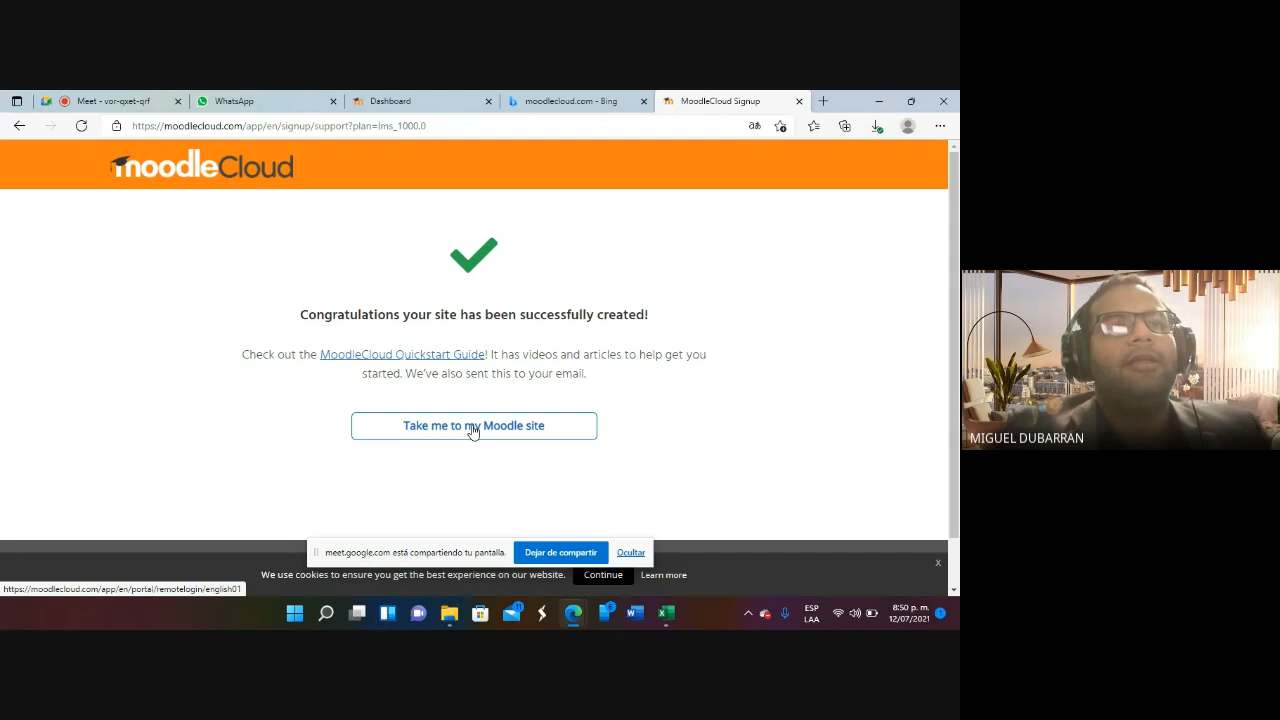 Meet - vor-qxet-qrf
WhatsApp
Dashboard
moodlecloud.com - Bing
MoodleCloud Signup
https://moodlecloud.com/app/en/signup/support?plan=lms_1000.0
moodleCloud
Congratulations your site has been successfully created!
Check out the MoodleCloud Quickstart Guide! It has videos and articles to help get you
started. We've also sent this to your email.
Take me to my Moodle site
MIGUEL DUBARRAN
meet.google.com está compartiendo tu pantalla.
Dejar de compartir
Ocultar
We use cookies to ensure you get the best experience on our website.
Continue
Learn more
x
https://moodlecloud.com/app/en/portal/remotelogin/english01
ESP
LAA
8:50 p. m.
12/07/2021